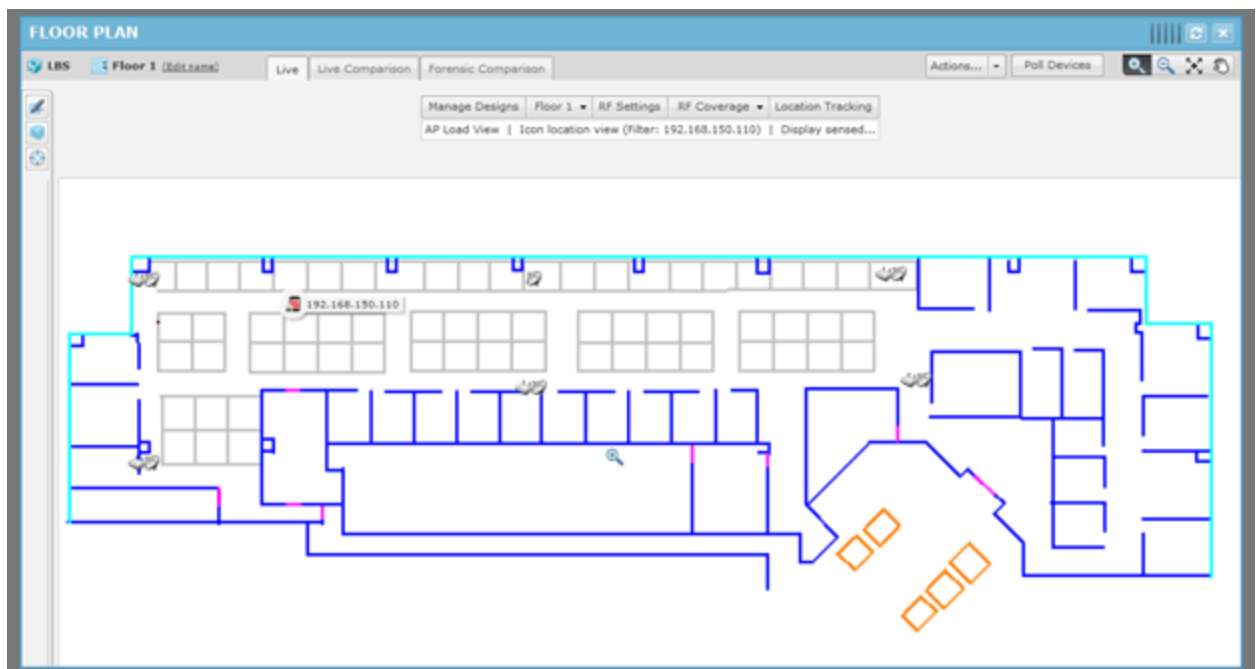 FLOOR PLAN
LBS Floor 1 (Edit name) Live Live Comparison Forensic Comparison Actions... Poll Devices
Manage Designs Floor 1 RF Settings RF Coverage Location Tracking
AP Load View | Icon location view (Filter: 192.168.150.110) | Display sensed...
192.168.150.110